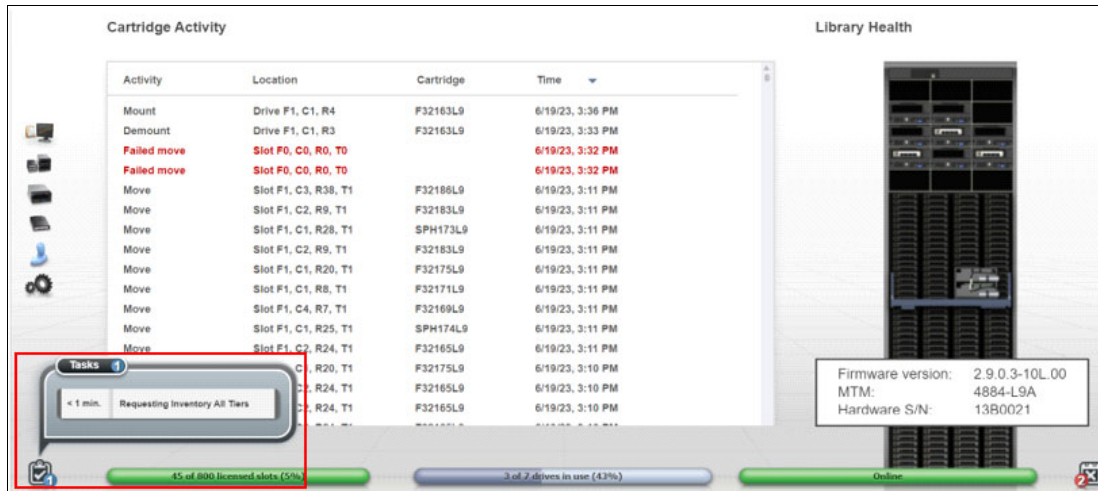 Cartridge Activity
Library Health
Activity Location Cartridge Time
Mount Drive F1, C1, R4 F32163L9 6/19/23, 3:36 PM
Demount Drive F1, C1, R3 F32163L9 6/19/23, 3:33 PM
Failed move Slot F0, C0, R0, T0 6/19/23, 3:32 PM
Failed move Slot F0, C0, R0, T0 6/19/23, 3:32 PM
Move Slot F1, C3, R38, T1 F32186L9 6/19/23, 3:11 PM
Move Slot F1, C2, R9, T1 F32183L9 6/19/23, 3:11 PM
Move Slot F1, C1, R28, T1 SPH173L9 6/19/23, 3:11 PM
Move Slot F1, C2, R9, T1 F32183L9 6/19/23, 3:11 PM
Move Slot F1, C1, R20, T1 F32175L9 6/19/23, 3:11 PM
Move Slot F1, C1, R8, T1 F32171L9 6/19/23, 3:11 PM
Move Slot F1, C4, R7, T1 F32169L9 6/19/23, 3:11 PM
Move Slot F1, C1, R25, T1 SPH174L9 6/19/23, 3:11 PM
Move Slot F1, C2, R24, T1 F32165L9 6/19/23, 3:11 PM
R20, T1 F32175L9 6/19/23, 3:10 PM
R24, T1 F32165L9 6/19/23, 3:10 PM
R24, T1 F32165L9 6/19/23, 3:10 PM
Tasks 1
< 1 min. Requesting Inventory All Tiers
Firmware version: 2.9.0.3-10L.00
MTM: 4884-L9A
Hardware S/N: 13B0021
1
45 of 800 licensed slots (5%)
3 of 7 drives in use (43%)
Online
2